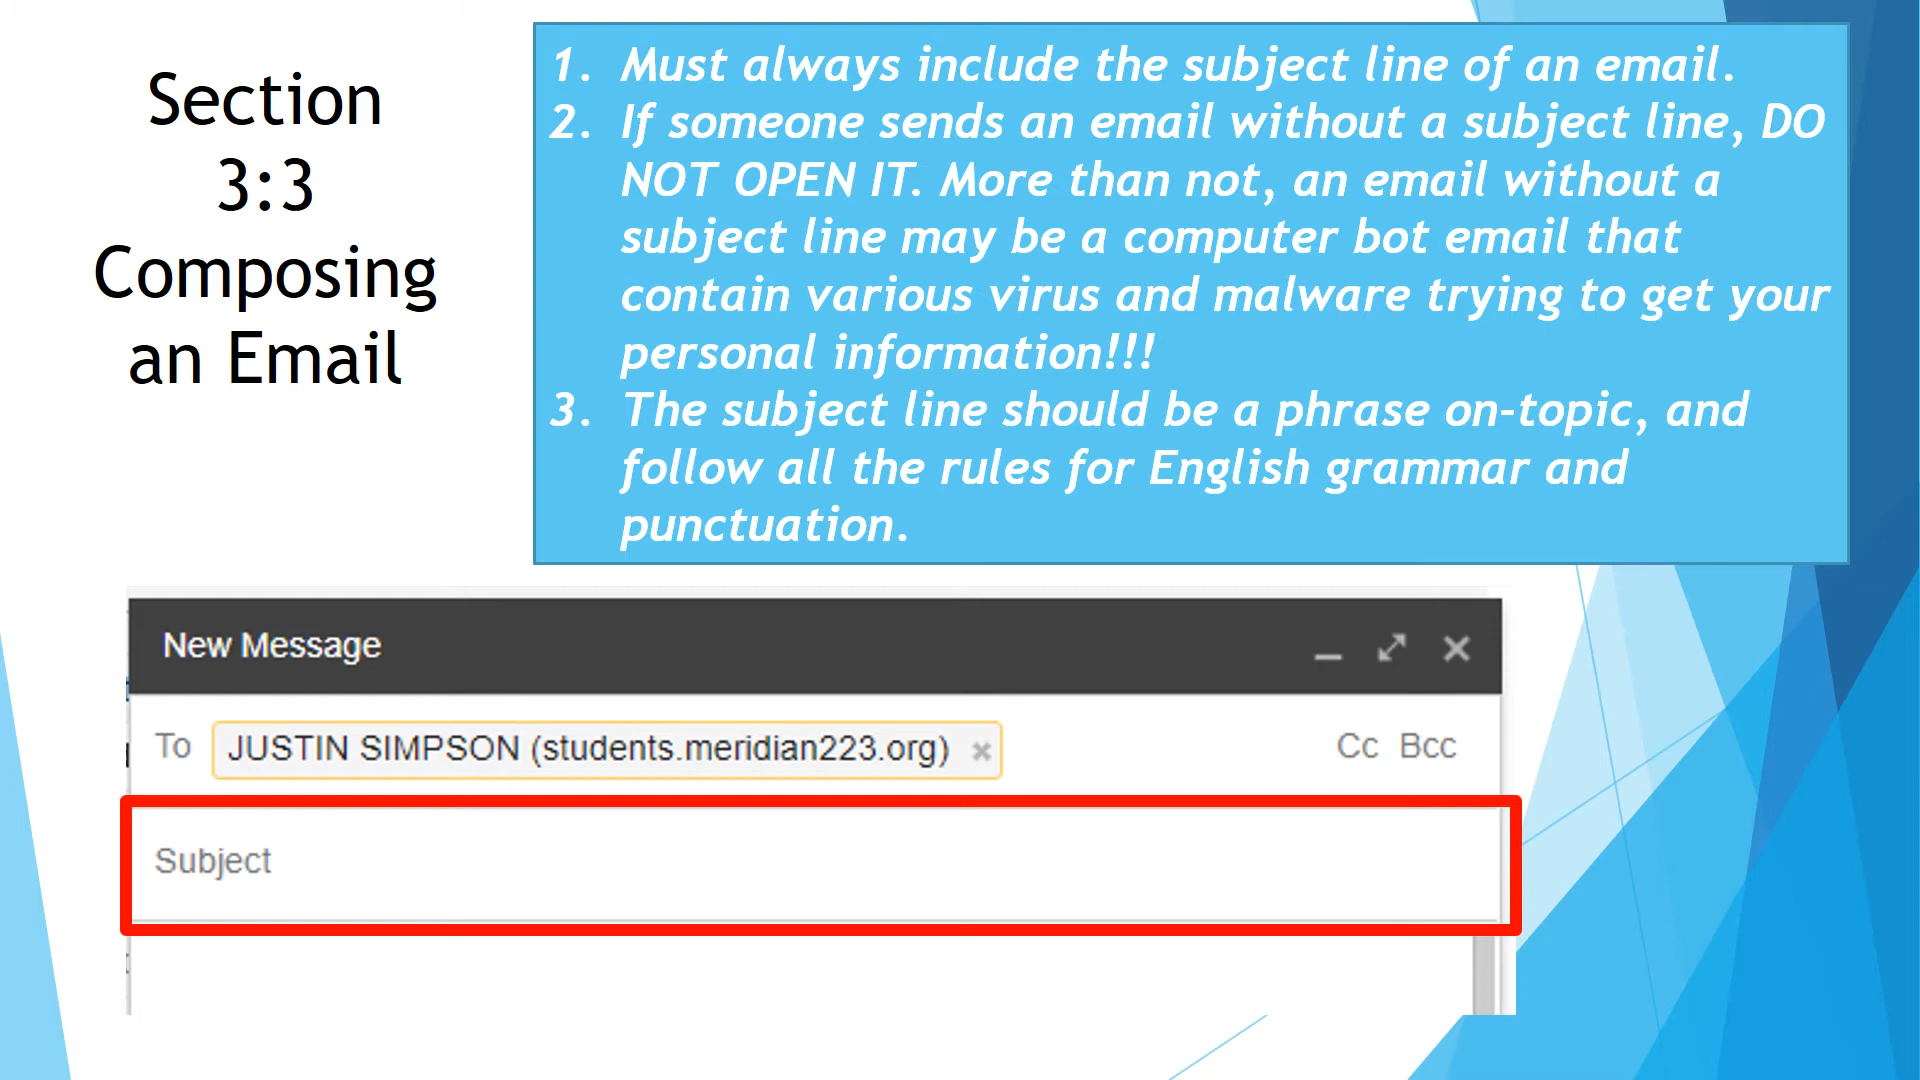 Section
3:3
Composing
an Email
1. Must always include the subject line of an email.
2. If someone sends an email without a subject line, DO
NOT OPEN IT. More than not, an email without a
subject line may be a computer bot email that
contain various virus and malware trying to get your
personal information!!!
3. The subject line should be a phrase on-topic, and
follow all the rules for English grammar and
punctuation.
New Message
To JUSTIN SIMPSON (students.meridian223.org) × Cc Bcc
Subject